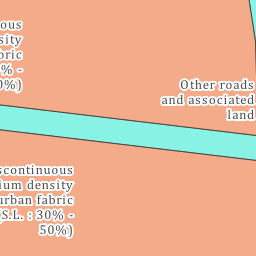 ous
sity
bric
% -
0%)
Other roads
and associated
land
scontinuous
ium density
urban fabric
(S.L. : 30% -
50%)